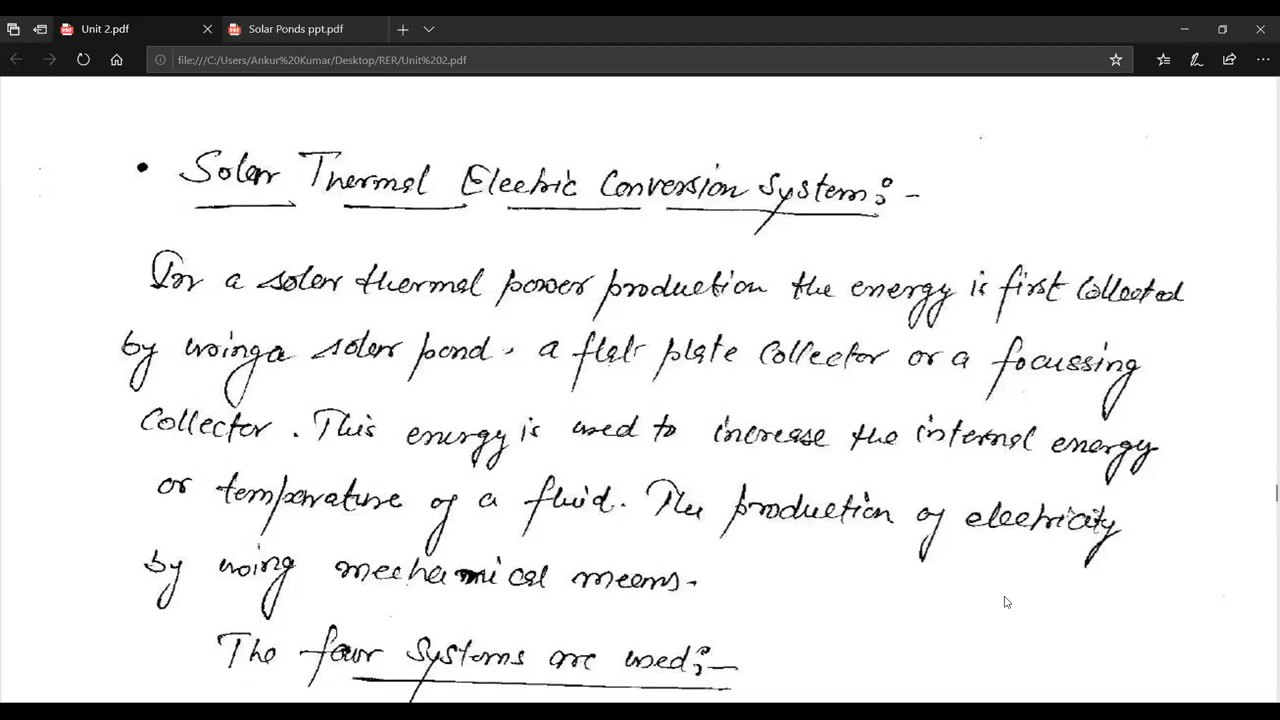 Unit 2.pdf
Solar Ponds ppt.pdf
file:///C:/Users/Ankur%20Kumar/Desktop/RER/Unit%202.pdf
• Solar Thermal Electric Conversion System:-
In a solar thermal power production the energy is first collected
by using a solar pond, a flat plate collector or a focussing
collector. This energy is used to increase the internal energy
or temperature of a fluid. The production of electricity
by using mechanical means.
The four systems are used:-